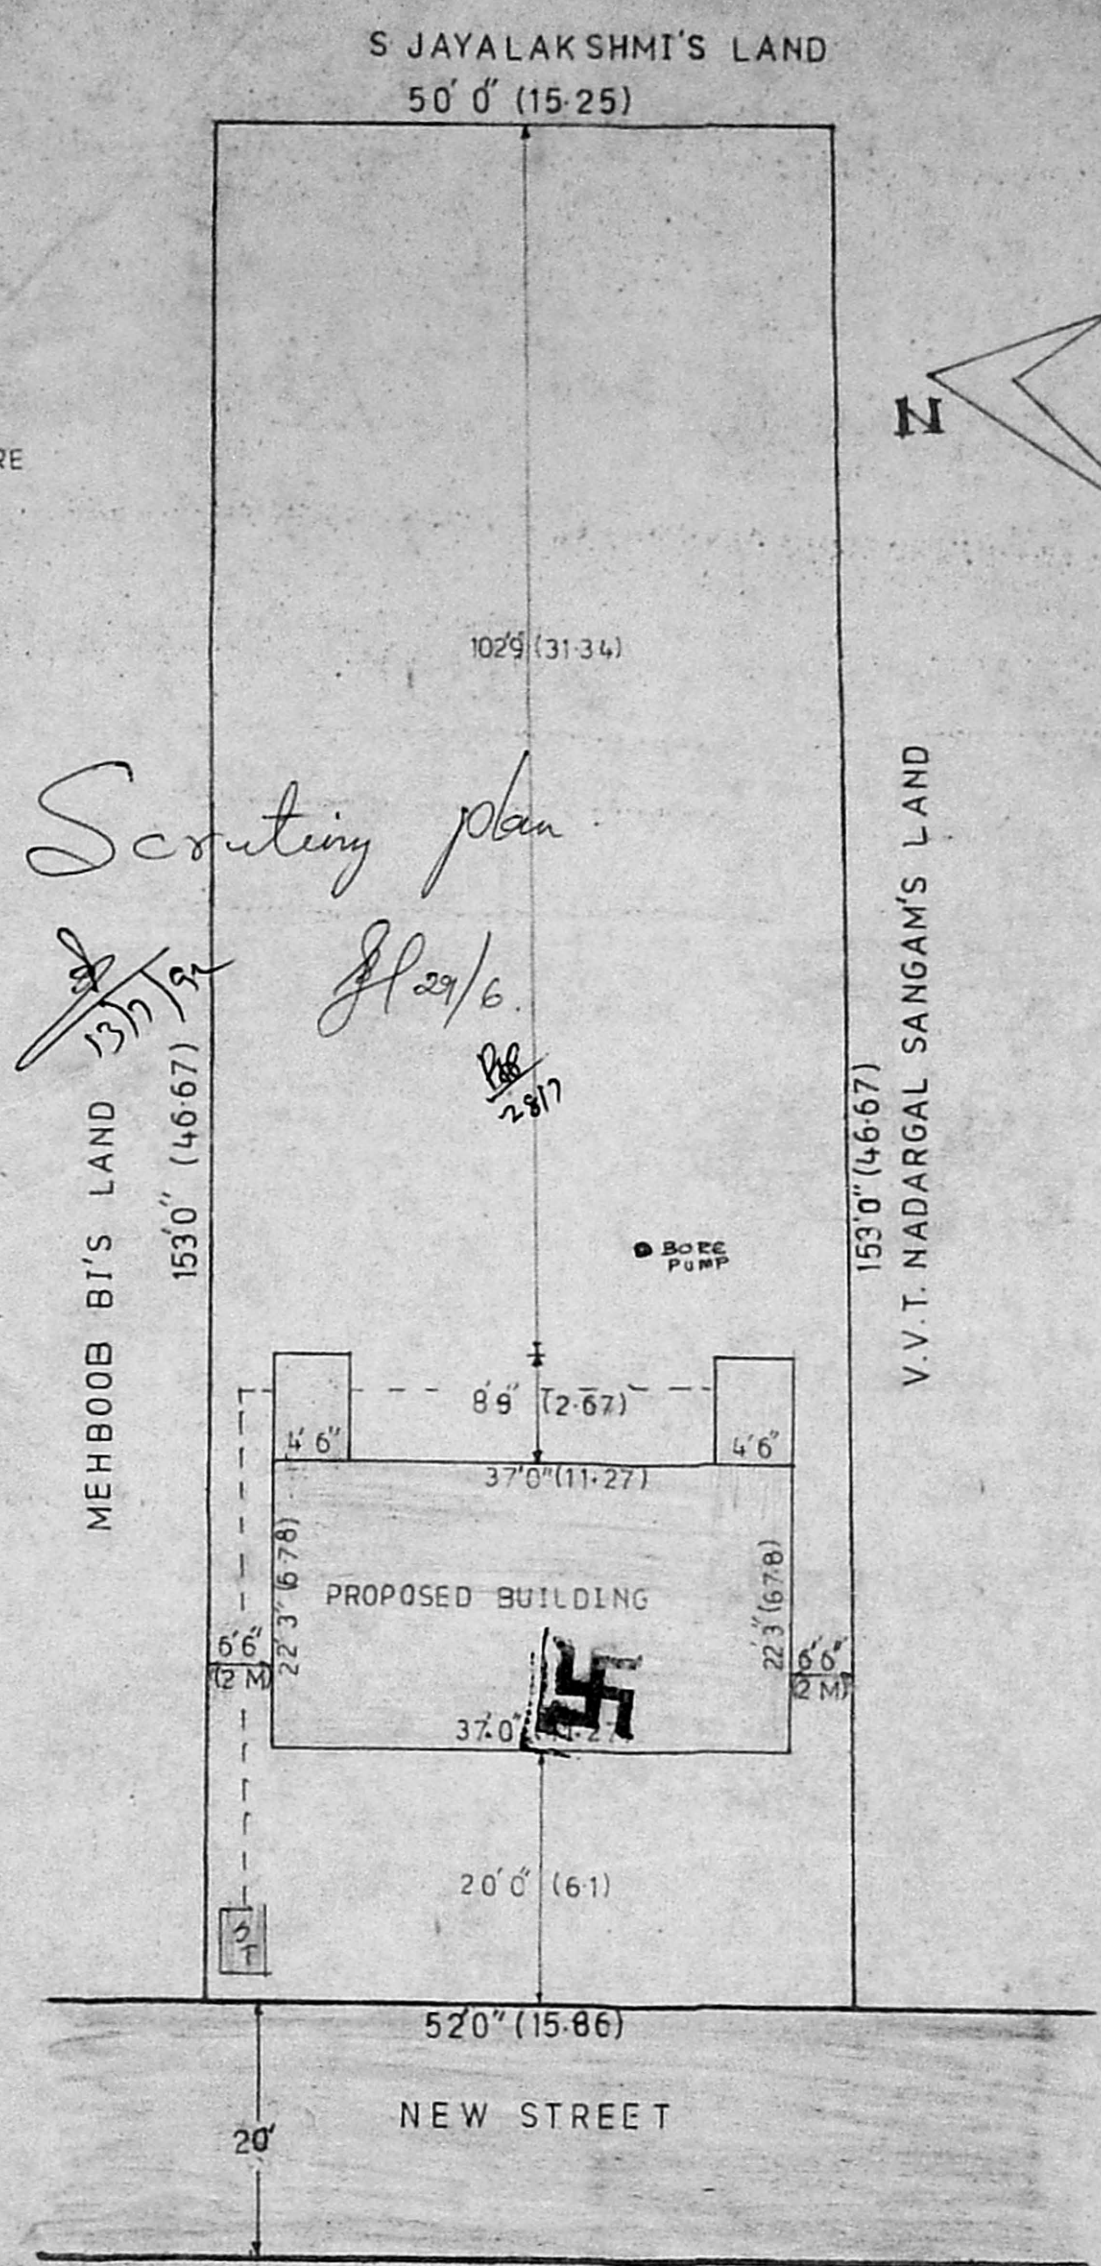 S JAYALAKSHMI'S LAND
50' 0" (15·25)
N
RE
102'9 (31·34)
Scrutiny plan
29/6.
13/7/92
28/7
MEHBOOB BI'S LAND
153'0" (46·67)
153'0" (46·67)
V.V.T. NADARGAL SANGAM'S LAND
BORE
PUMP
8'9" (2·67)
4' 6"
4'6"
37'0" (11·27)
22' 3" (6·78)
PROPOSED BUILDING
22'3" (6·78)
6'6"
(2 M)
6'6"
(2 M)
37'.0"
20' 0" (6·1)
S
T
52'0" (15·86)
NEW STREET
20'